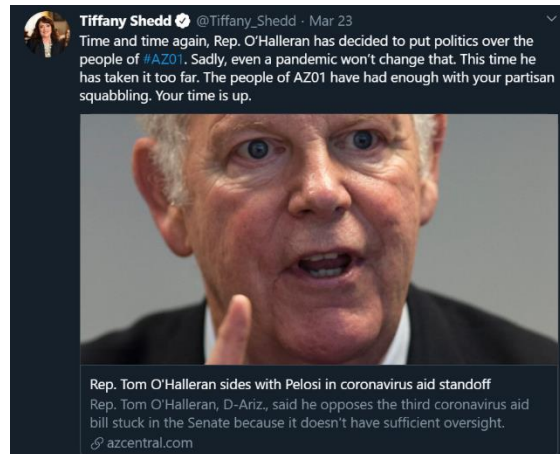 Tiffany Shedd @Tiffany_Shedd · Mar 23
Time and time again, Rep. O'Halleran has decided to put politics over the
people of #AZ01. Sadly, even a pandemic won't change that. This time he
has taken it too far. The people of AZ01 have had enough with your partisan
squabbling. Your time is up.
Rep. Tom O'Halleran sides with Pelosi in coronavirus aid standoff
Rep. Tom O'Halleran, D-Ariz., said he opposes the third coronavirus aid
bill stuck in the Senate because it doesn't have sufficient oversight.
azcentral.com